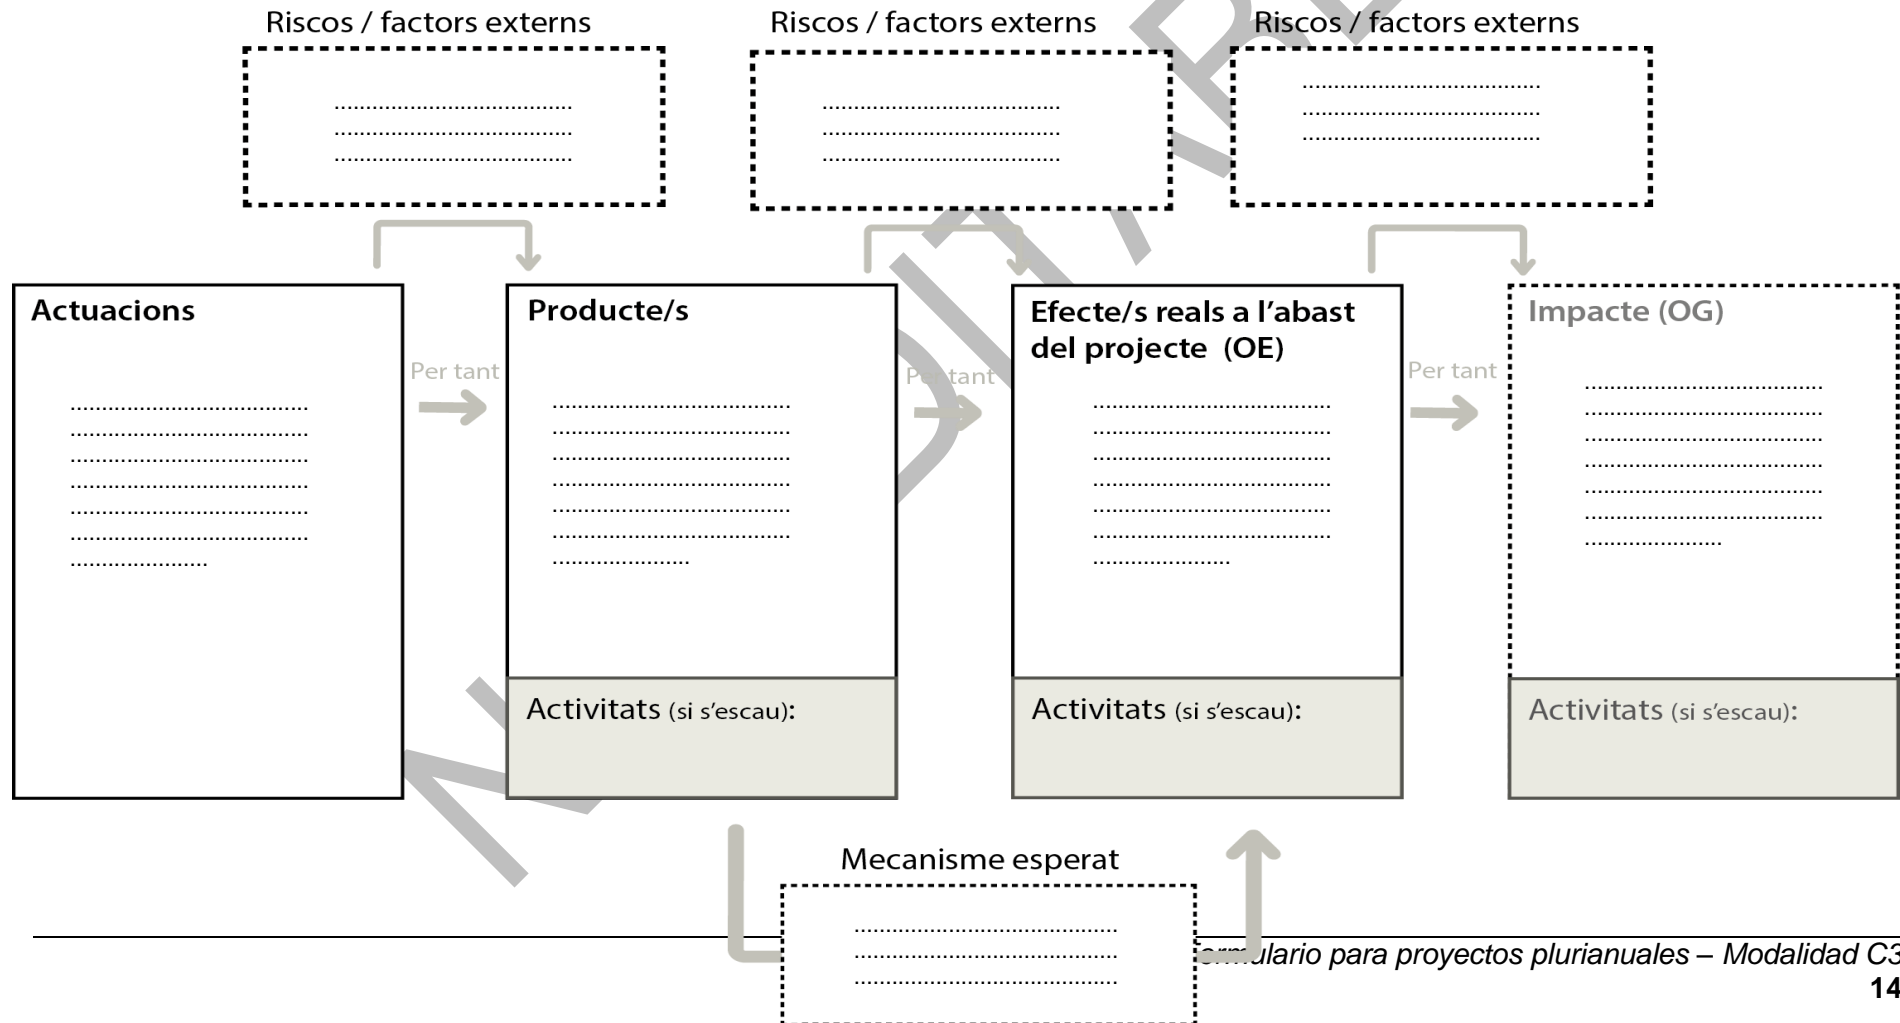 Riscos / factors externs
Riscos / factors externs
Riscos / factors externs
....................................
....................................
....................................
....................................
....................................
....................................
....................................
....................................
....................................
Actuacions
....................................
....................................
....................................
....................................
....................................
....................................
.....................
Per tant
Producte/s
....................................
....................................
....................................
....................................
....................................
....................................
.....................
Activitats (si s'escau):
Per tant
Efecte/s reals a l'abast
del projecte (OE)
....................................
....................................
....................................
....................................
....................................
....................................
.....................
Activitats (si s'escau):
Per tant
Impacte (OG)
....................................
....................................
....................................
....................................
....................................
....................................
.....................
Activitats (si s'escau):
Mecanisme esperat
........................................
........................................
........................................
para proyectos plurianuales – Modalidad C3
14